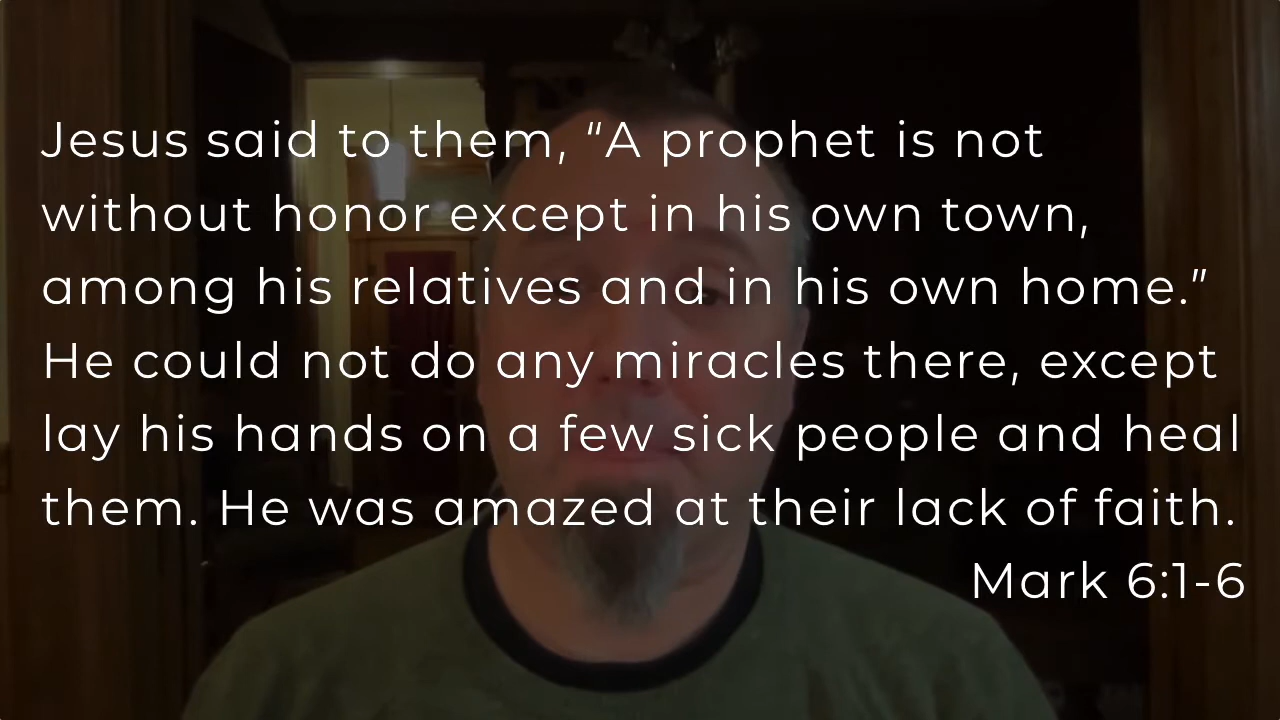 Jesus said to them, "A prophet is not
without honor except in his own town,
among his relatives and in his own home."
He could not do any miracles there, except
lay his hands on a few sick people and heal
them. He was amazed at their lack of faith.
Mark 6:1-6